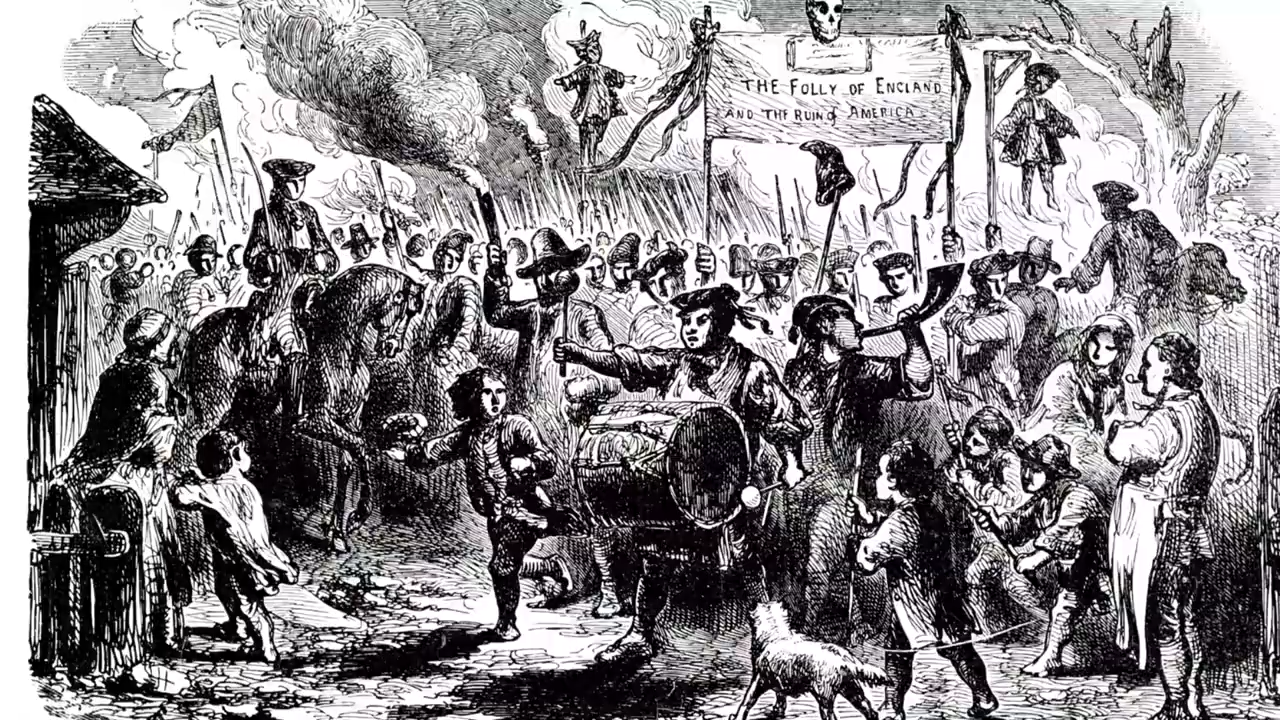 THE FOLLY OF ENGLAND
AND THE RUIN of AMERICA